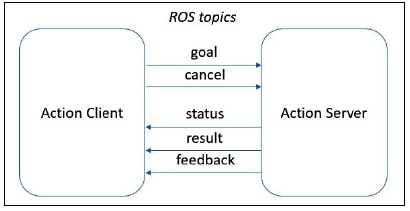 ROS topics
goal
cancel
Action Client
status
Action Server
result
feedback